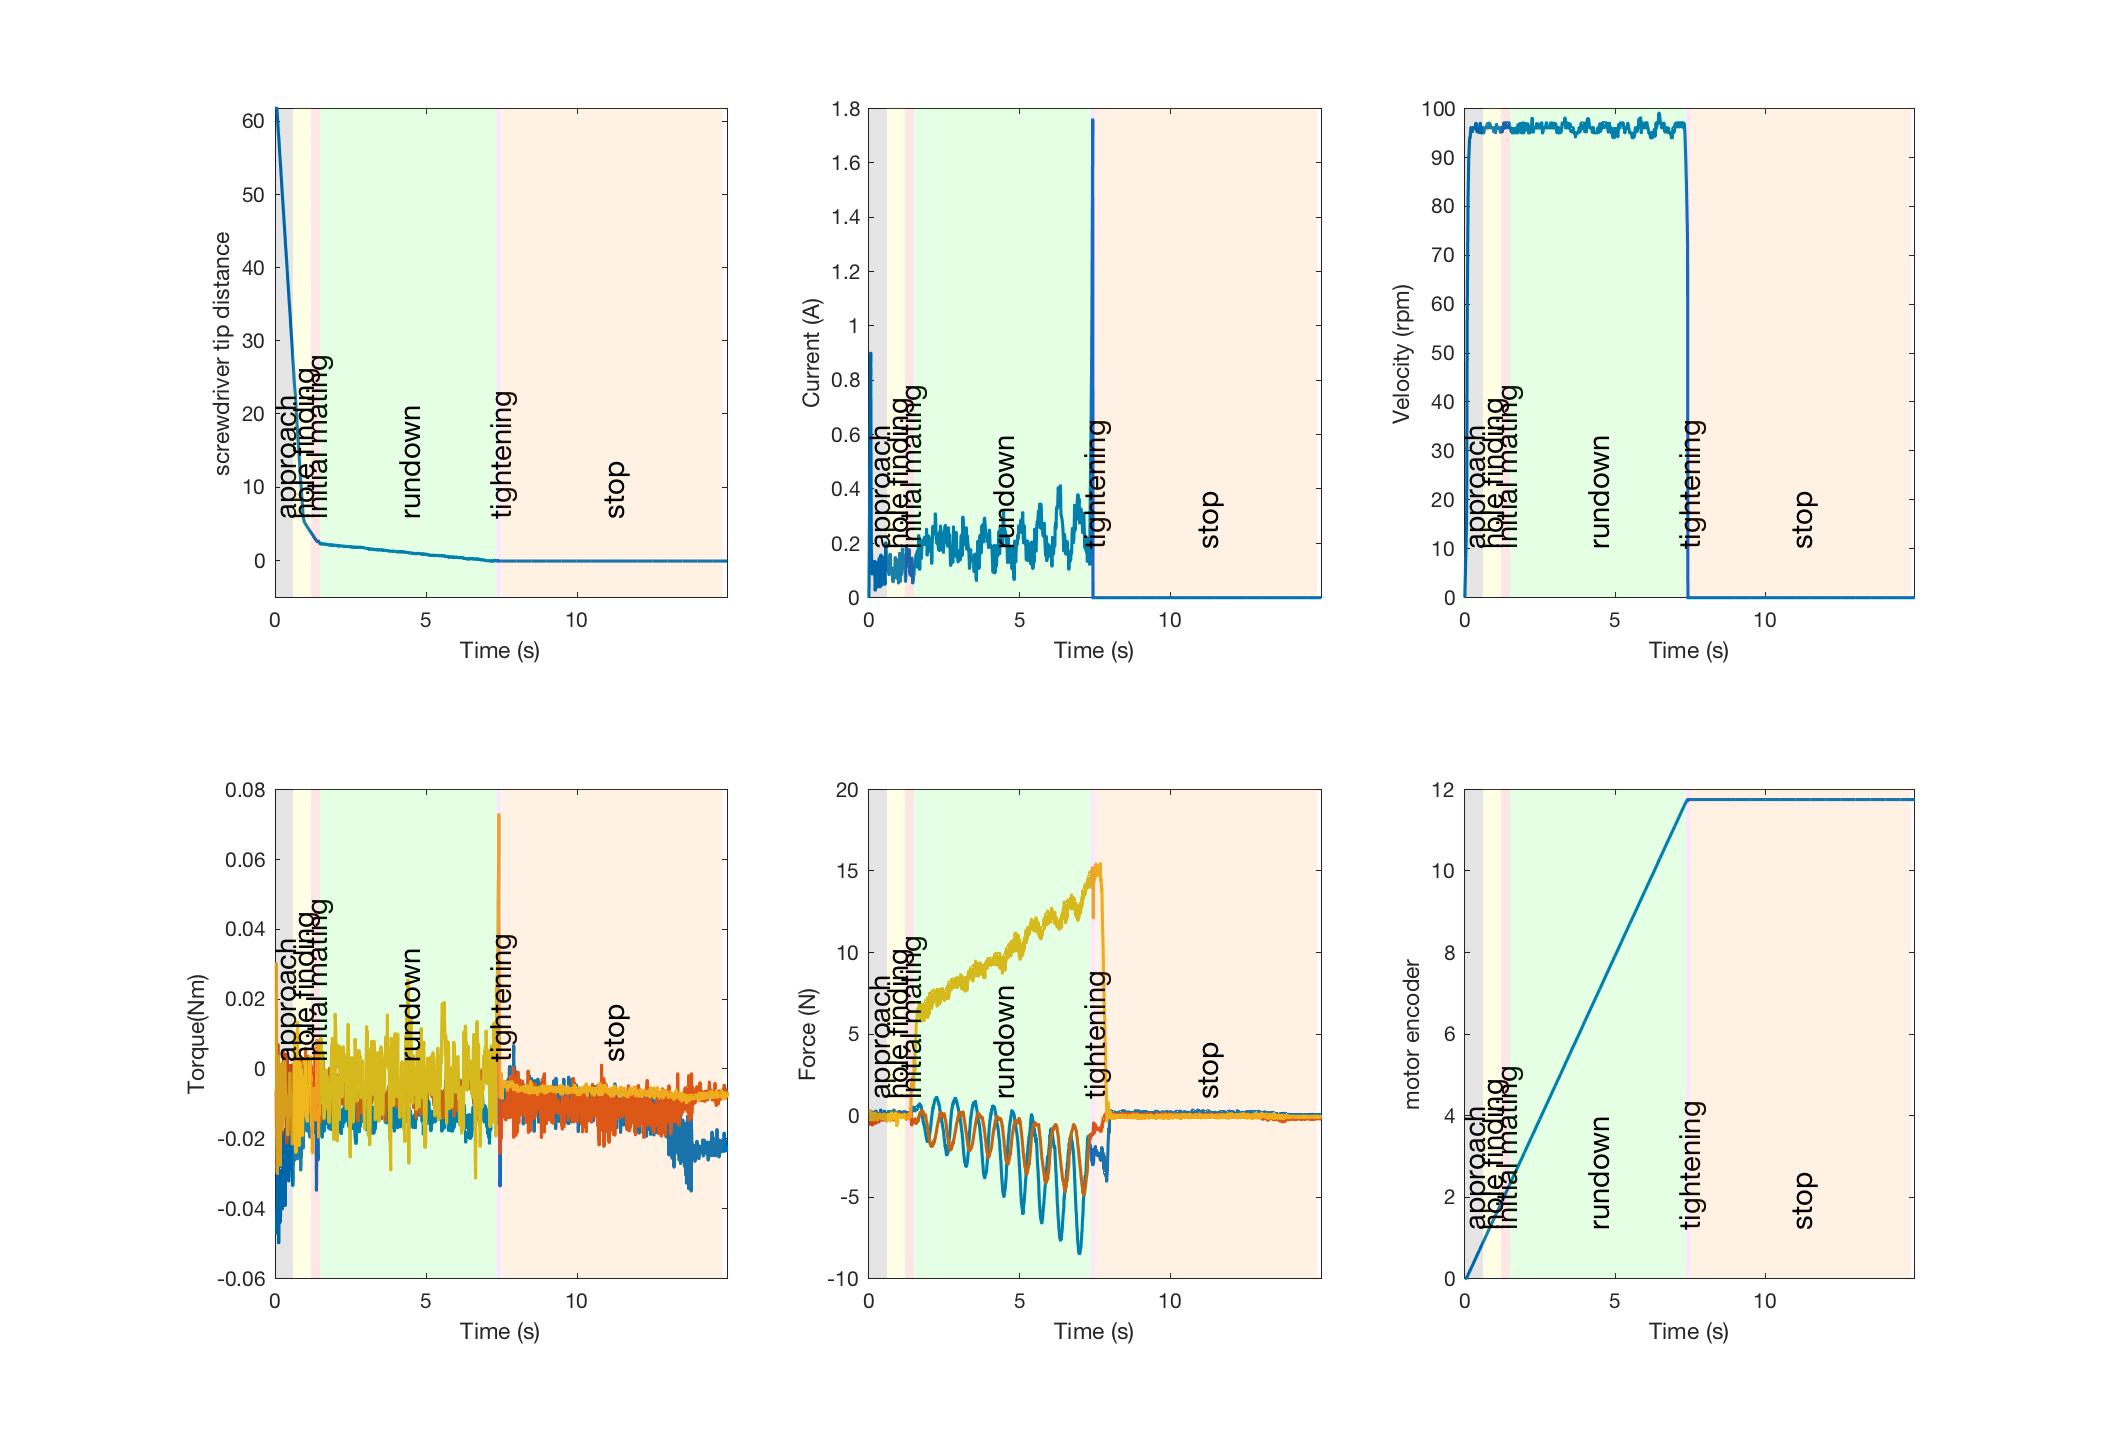 60
50
40
30
20
10
0
screwdriver tip distance
approach
hole finding
initial mating
rundown
tightening
stop
0 5 10
Time (s)
1.8
1.6
1.4
1.2
1
0.8
0.6
0.4
0.2
0
Current (A)
approach
hole finding
initial mating
rundown
tightening
stop
0 5 10
Time (s)
100
90
80
70
60
50
40
30
20
10
0
Velocity (rpm)
approach
hole finding
initial mating
rundown
tightening
stop
0 5 10
Time (s)
0.08
0.06
0.04
0.02
0
-0.02
-0.04
-0.06
Torque(Nm)
approach
hole finding
initial mating
rundown
tightening
stop
0 5 10
Time (s)
20
15
10
5
0
-5
-10
Force (N)
approach
hole finding
initial mating
rundown
tightening
stop
0 5 10
Time (s)
12
10
8
6
4
2
0
motor encoder
approach
hole finding
initial mating
rundown
tightening
stop
0 5 10
Time (s)